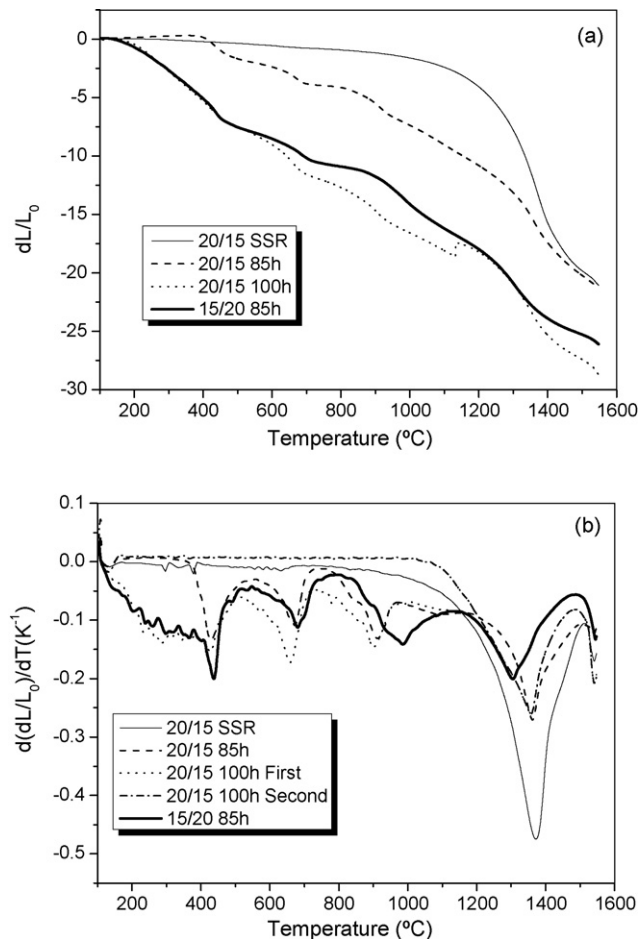 (a)
0
-5
-10
-15
-20
-25
-30
dL/L0
20/15 SSR
20/15 85h
20/15 100h
15/20 85h
200 400 600 800 1000 1200 1400 1600
Temperature (ºC)
(b)
0.1
0.0
-0.1
-0.2
-0.3
-0.4
-0.5
d(dL/L0)/dT(K-1)
20/15 SSR
20/15 85h
20/15 100h First
20/15 100h Second
15/20 85h
200 400 600 800 1000 1200 1400 1600
Temperature (ºC)